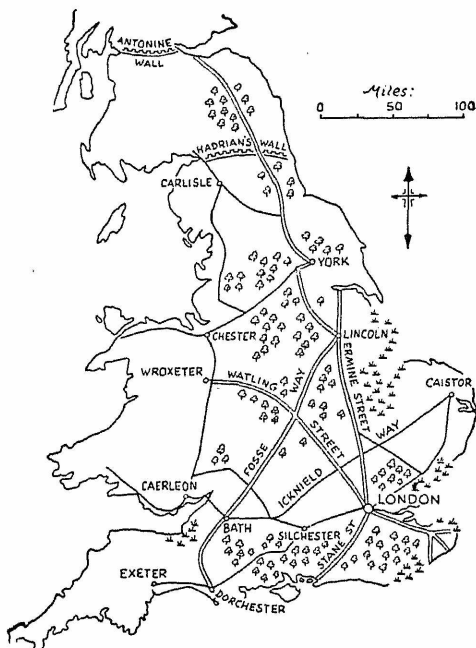 ANTONINE
WALL
Miles:
0 50 100
HADRIAN'S WALL
CARLISLE
YORK
CHESTER
LINCOLN
WROXETER
WATLING
STREET
FOSSE
WAY
ERMINE STREET
CAISTOR
ICKNIELD
WAY
CAERLEON
LONDON
BATH
SILCHESTER
STANE ST
EXETER
DORCHESTER